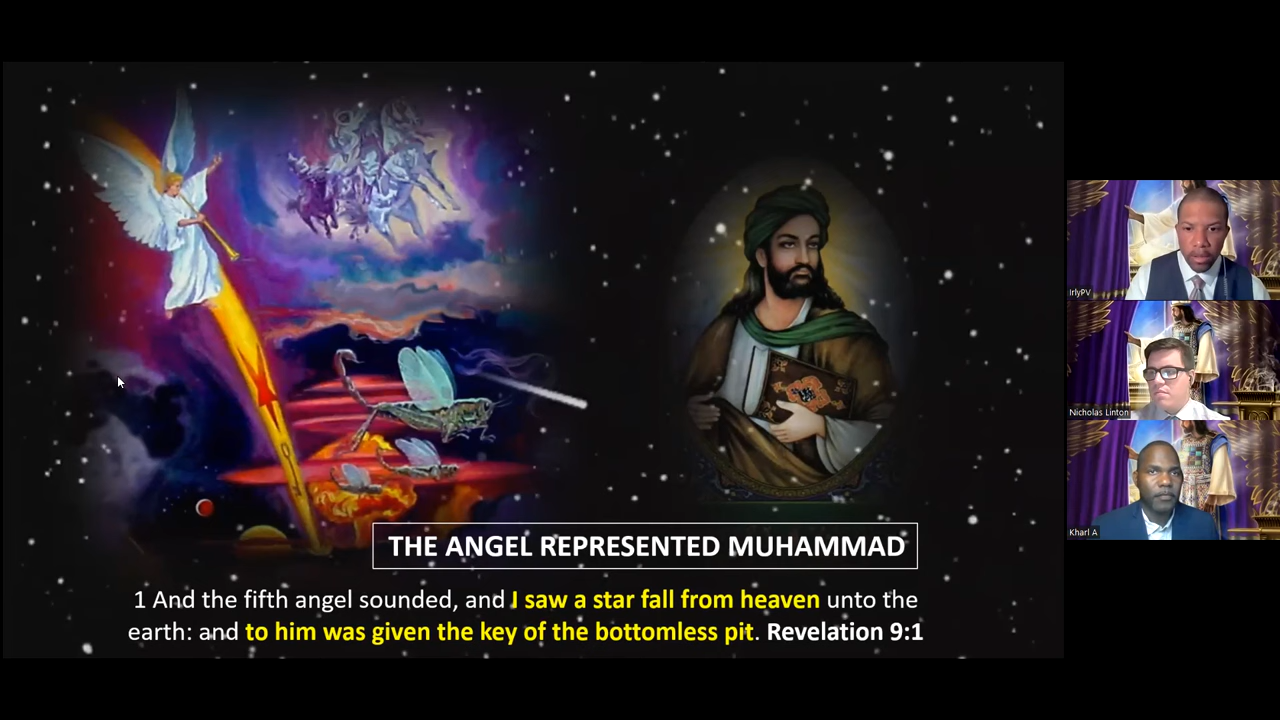 THE ANGEL REPRESENTED MUHAMMAD
1 And the fifth angel sounded, and I saw a star fall from heaven unto the
earth: and to him was given the key of the bottomless pit. Revelation 9:1
IrlyPV
Nicholas Linton
Kharl A